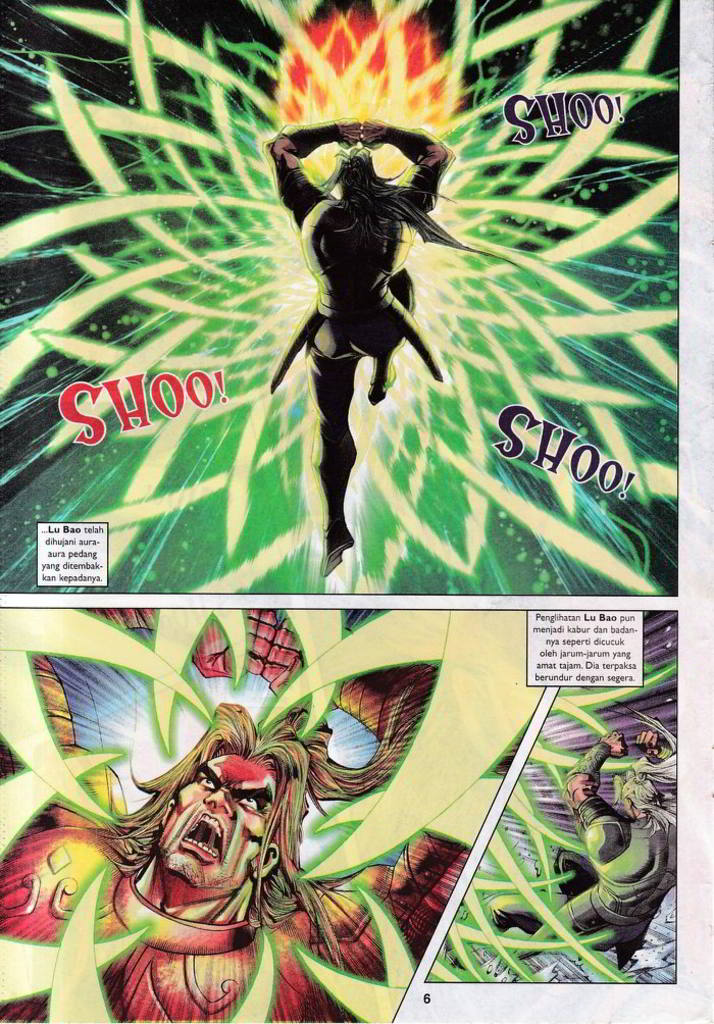 SHOO!
SHOO!
SHOO!
...Lu Bao telah
dihujani aura-
aura pedang
yang ditembak-
kan kepadanya.
Penglihatan Lu Bao pun
menjadi kabur dan badan-
nya seperti dicucuk
oleh jarum-jarum yang
amat tajam. Dia terpaksa
berundur dengan segera.
6